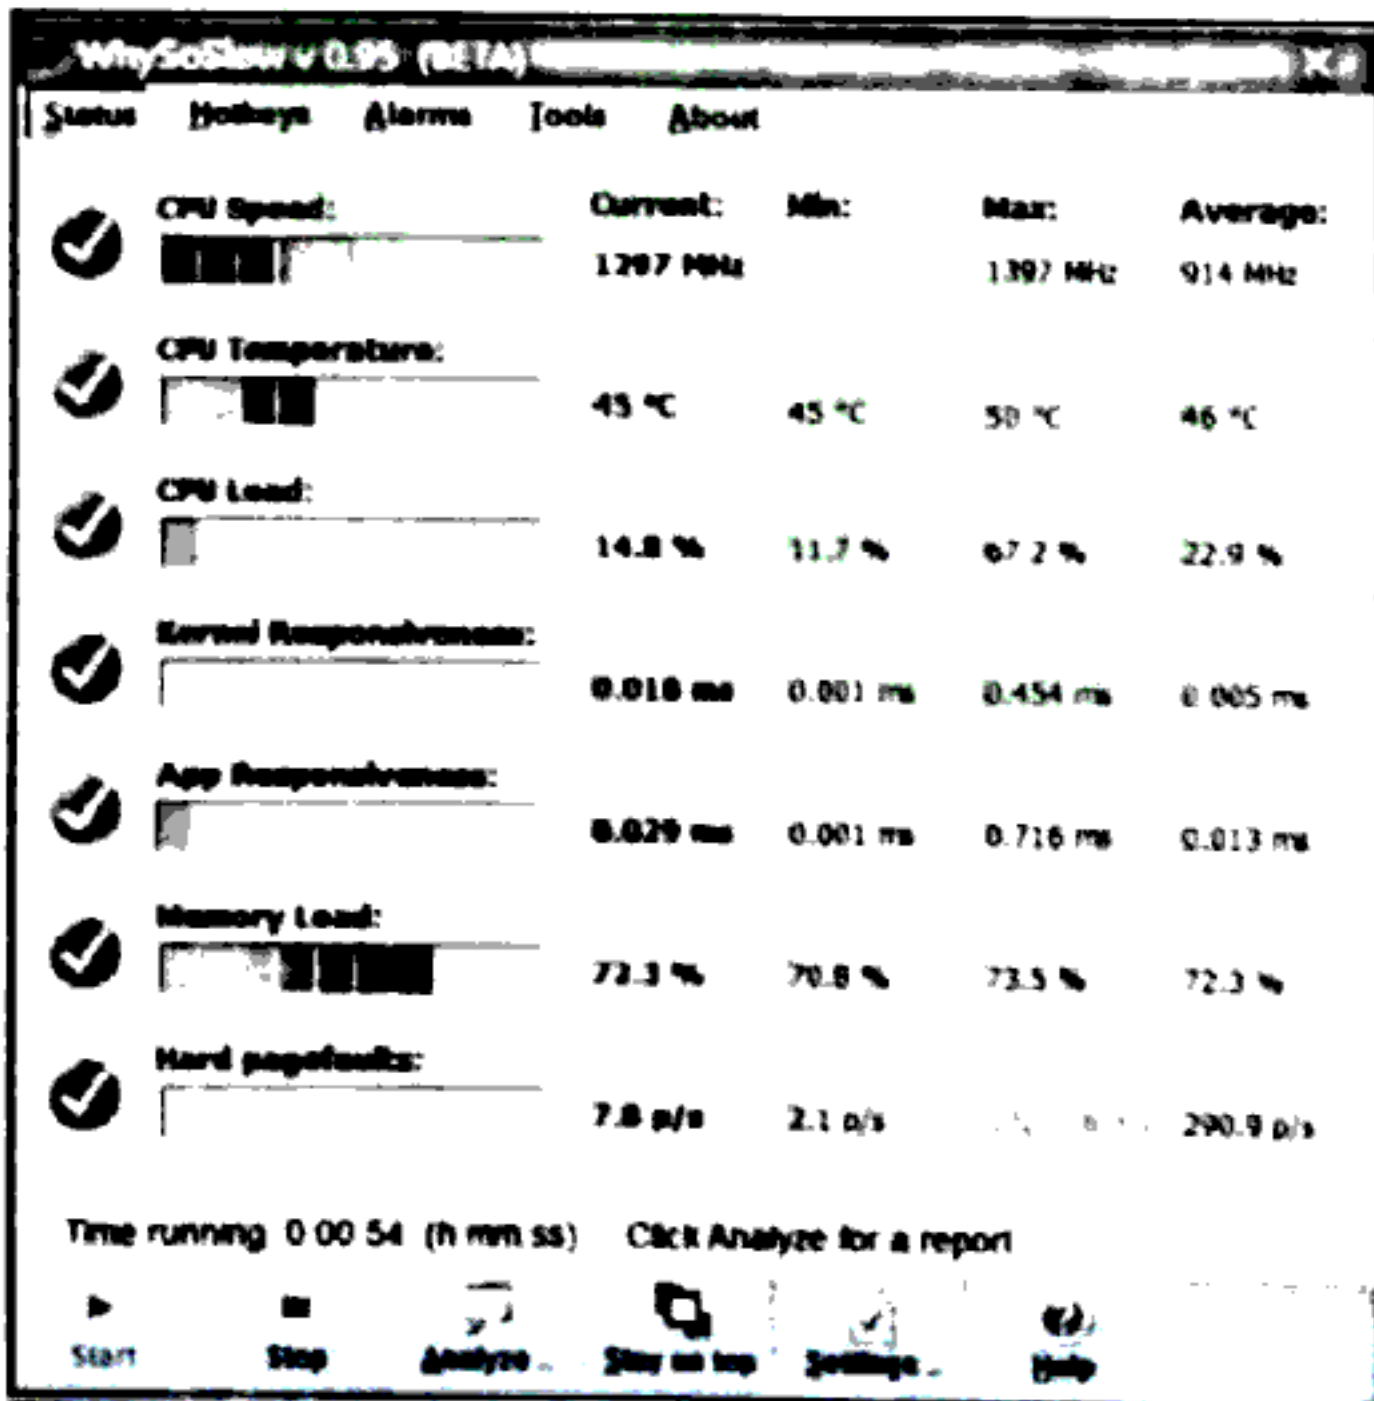 WhySoSlow v 0.95 (BETA)
Status Hotkeys Alarms Tools About
CPU Speed: Current: Min: Max: Average:
1397 MHz 914 MHz
CPU Temperature:
45 °C 45 °C 50 °C 46 °C
CPU Load:
14.8 % 11.7 % 67.2 % 22.9 %
Kernel Responsiveness:
0.018 ms 0.001 ms 0.454 ms 0.005 ms
App Responsiveness:
0.029 ms 0.001 ms 0.716 ms 0.013 ms
Memory Load:
72.3 % 70.8 % 73.5 % 72.3 %
Hard pagefaults:
7.8 p/s 2.1 p/s 290.9 p/s
Time running 0 00 54 (h mm ss) Click Analyze for a report
Start Stop Analyze Stay on top Settings Help